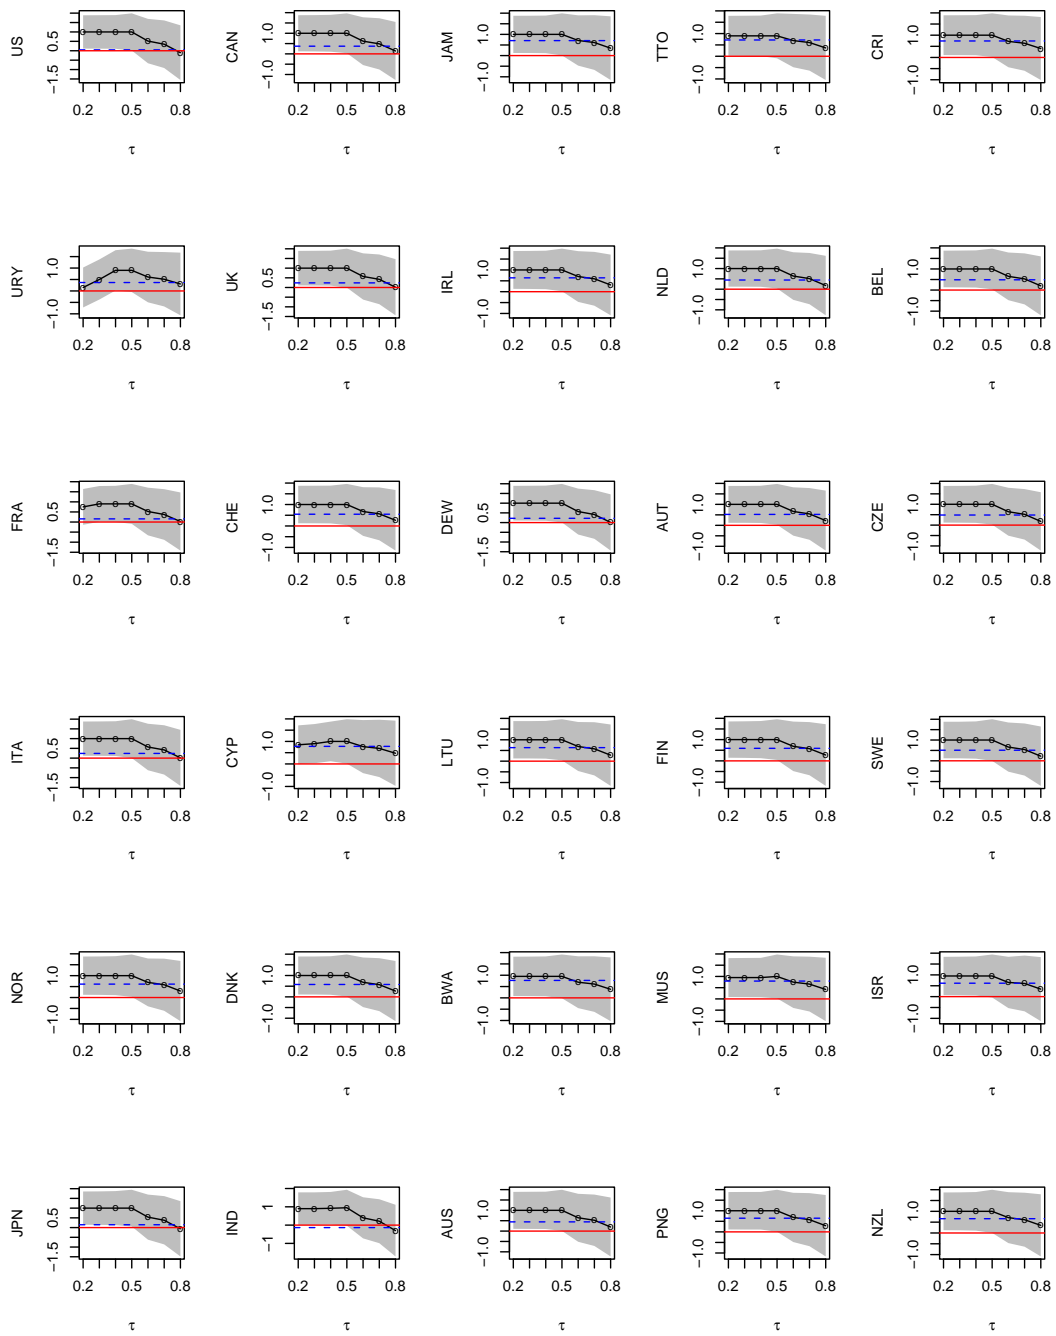 US 0.5 −1.5 0.2 0.5 0.8 τ
CAN 1.0 −1.0 0.2 0.5 0.8 τ
JAM 1.0 −1.0 0.2 0.5 0.8 τ
TTO 1.0 −1.0 0.2 0.5 0.8 τ
CRI 1.0 −1.0 0.2 0.5 0.8 τ
URY 1.0 −1.0 0.2 0.5 0.8 τ
UK 0.5 −1.5 0.2 0.5 0.8 τ
IRL 1.0 −1.0 0.2 0.5 0.8 τ
NLD 1.0 −1.0 0.2 0.5 0.8 τ
BEL 1.0 −1.0 0.2 0.5 0.8 τ
FRA 0.5 −1.5 0.2 0.5 0.8 τ
CHE 1.0 −1.0 0.2 0.5 0.8 τ
DEW 0.5 −1.5 0.2 0.5 0.8 τ
AUT 1.0 −1.0 0.2 0.5 0.8 τ
CZE 1.0 −1.0 0.2 0.5 0.8 τ
ITA 0.5 −1.5 0.2 0.5 0.8 τ
CYP 1.0 −1.0 0.2 0.5 0.8 τ
LTU 1.0 −1.0 0.2 0.5 0.8 τ
FIN 1.0 −1.0 0.2 0.5 0.8 τ
SWE 1.0 −1.0 0.2 0.5 0.8 τ
NOR 1.0 −1.0 0.2 0.5 0.8 τ
DNK 1.0 −1.0 0.2 0.5 0.8 τ
BWA 1.0 −1.0 0.2 0.5 0.8 τ
MUS 1.0 −1.0 0.2 0.5 0.8 τ
ISR 1.0 −1.0 0.2 0.5 0.8 τ
JPN 0.5 −1.5 0.2 0.5 0.8 τ
IND 1 −1 0.2 0.5 0.8 τ
AUS 1.0 −1.0 0.2 0.5 0.8 τ
PNG 1.0 −1.0 0.2 0.5 0.8 τ
NZL 1.0 −1.0 0.2 0.5 0.8 τ